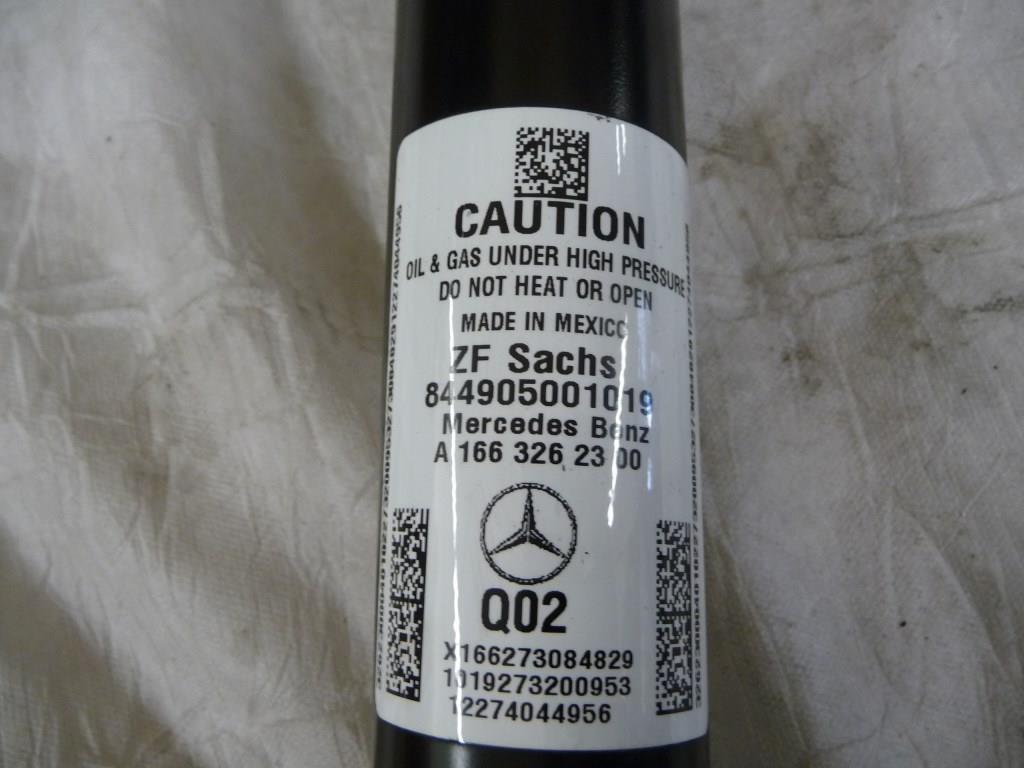 CAUTION
OIL & GAS UNDER HIGH PRESSURE
DO NOT HEAT OR OPEN
MADE IN MEXICO
ZF Sachs
844905001019
Mercedes Benz
A 166 326 23 00
Q02
X166273084829
1019273200953
12274044956